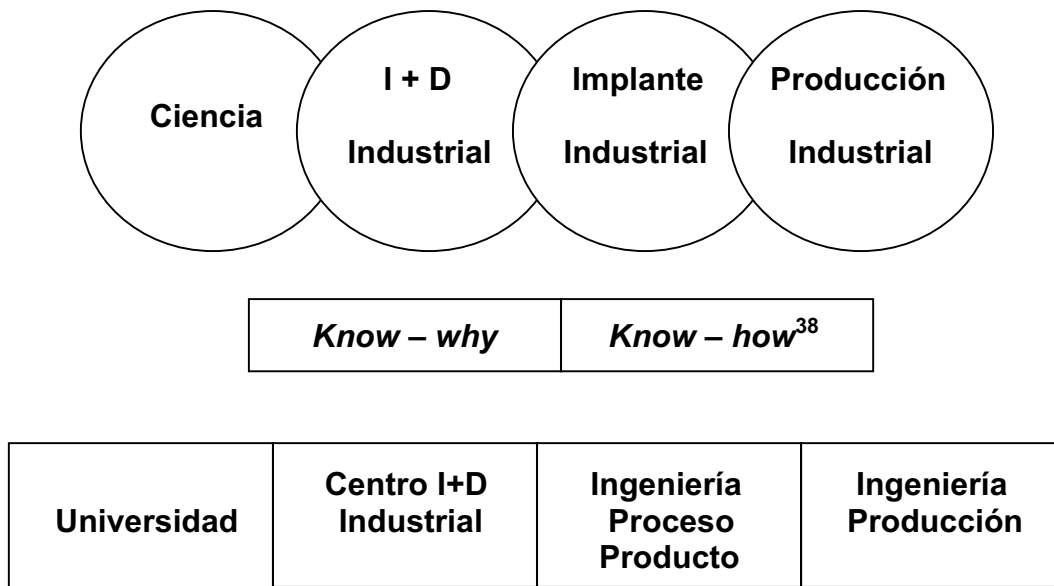 Ciencia
I + D
Industrial
Implante
Industrial
Producción
Industrial
Know – why
Know – how38
Universidad
Centro I+D
Industrial
Ingeniería
Proceso
Producto
Ingeniería
Producción